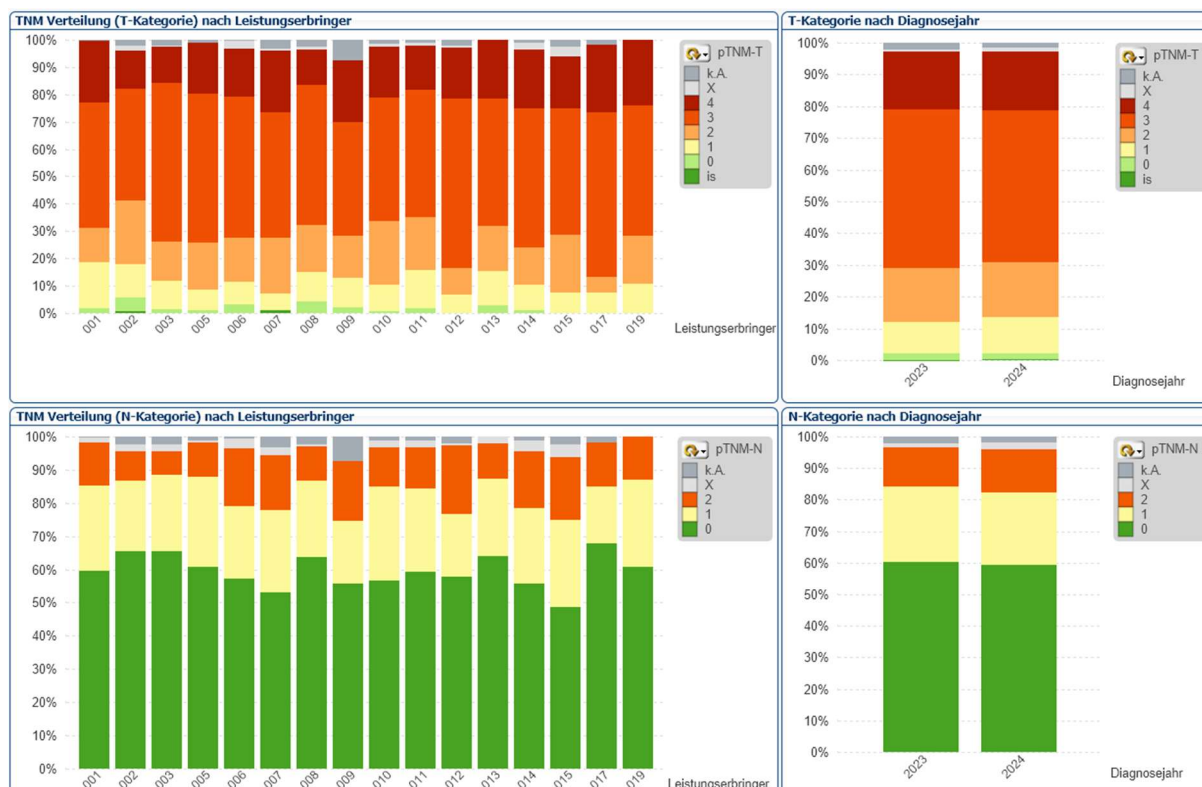 TNM Verteilung (T-Kategorie) nach Leistungserbringer
100%
90%
80%
70%
60%
50%
40%
30%
20%
10%
0%
001 002 003 005 006 007 008 009 010 011 012 013 014 015 017 019
Leistungserbringer
pTNM-T
k.A.
X
4
3
2
1
0
is
T-Kategorie nach Diagnosejahr
100%
90%
80%
70%
60%
50%
40%
30%
20%
10%
0%
2023 2024
Diagnosejahr
pTNM-T
k.A.
X
4
3
2
1
0
is
TNM Verteilung (N-Kategorie) nach Leistungserbringer
100%
90%
80%
70%
60%
50%
40%
30%
20%
10%
0%
001 002 003 005 006 007 008 009 010 011 012 013 014 015 017 019
Leistungserbringer
pTNM-N
k.A.
X
2
1
0
N-Kategorie nach Diagnosejahr
100%
90%
80%
70%
60%
50%
40%
30%
20%
10%
0%
2023 2024
Diagnosejahr
pTNM-N
k.A.
X
2
1
0